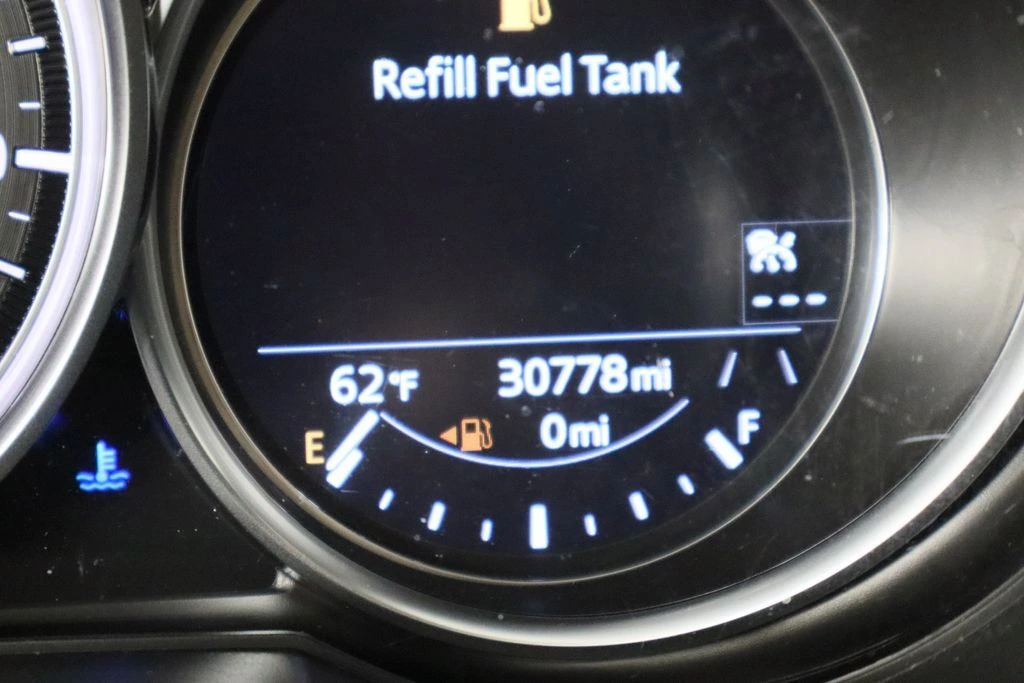 Refill Fuel Tank
---
62°F 30778mi
E 0mi F